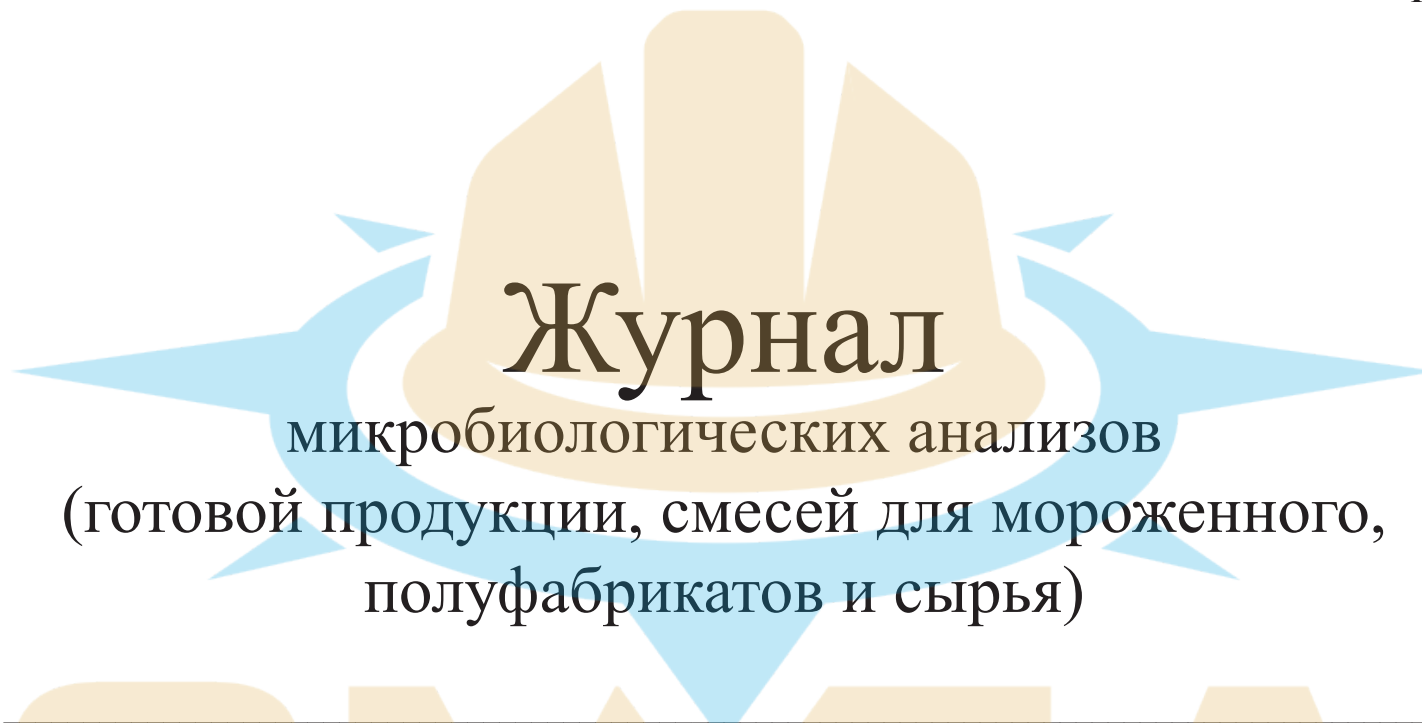 Журнал
микробиологических анализов
(готовой продукции, смесей для мороженного,
полуфабрикатов и сырья)